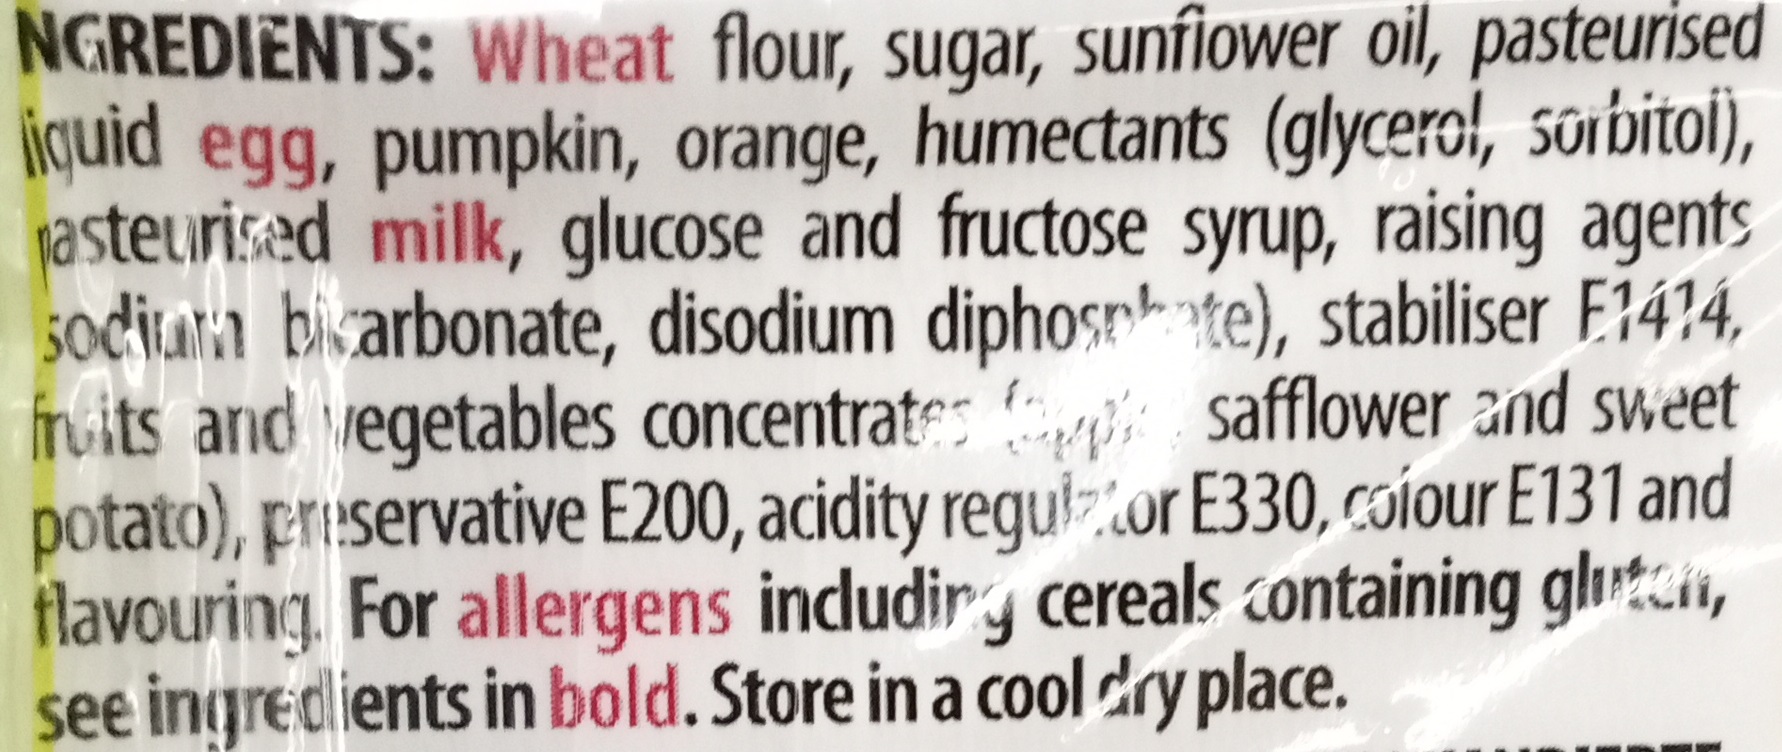 INGREDIENTS: Wheat flour, sugar, sunflower oil, pasteurised
liquid egg, pumpkin, orange, humectants (glycerol, sorbitol),
pasteurised milk, glucose and fructose syrup, raising agents
sodium bicarbonate, disodium diphosphate), stabiliser E1414,
fruits and vegetables concentrates safflower and sweet
potato), preservative E200, acidity regulator E330, colour E131 and
flavouring. For allergens including cereals containing gluten,
see ingredients in bold. Store in a cool dry place.